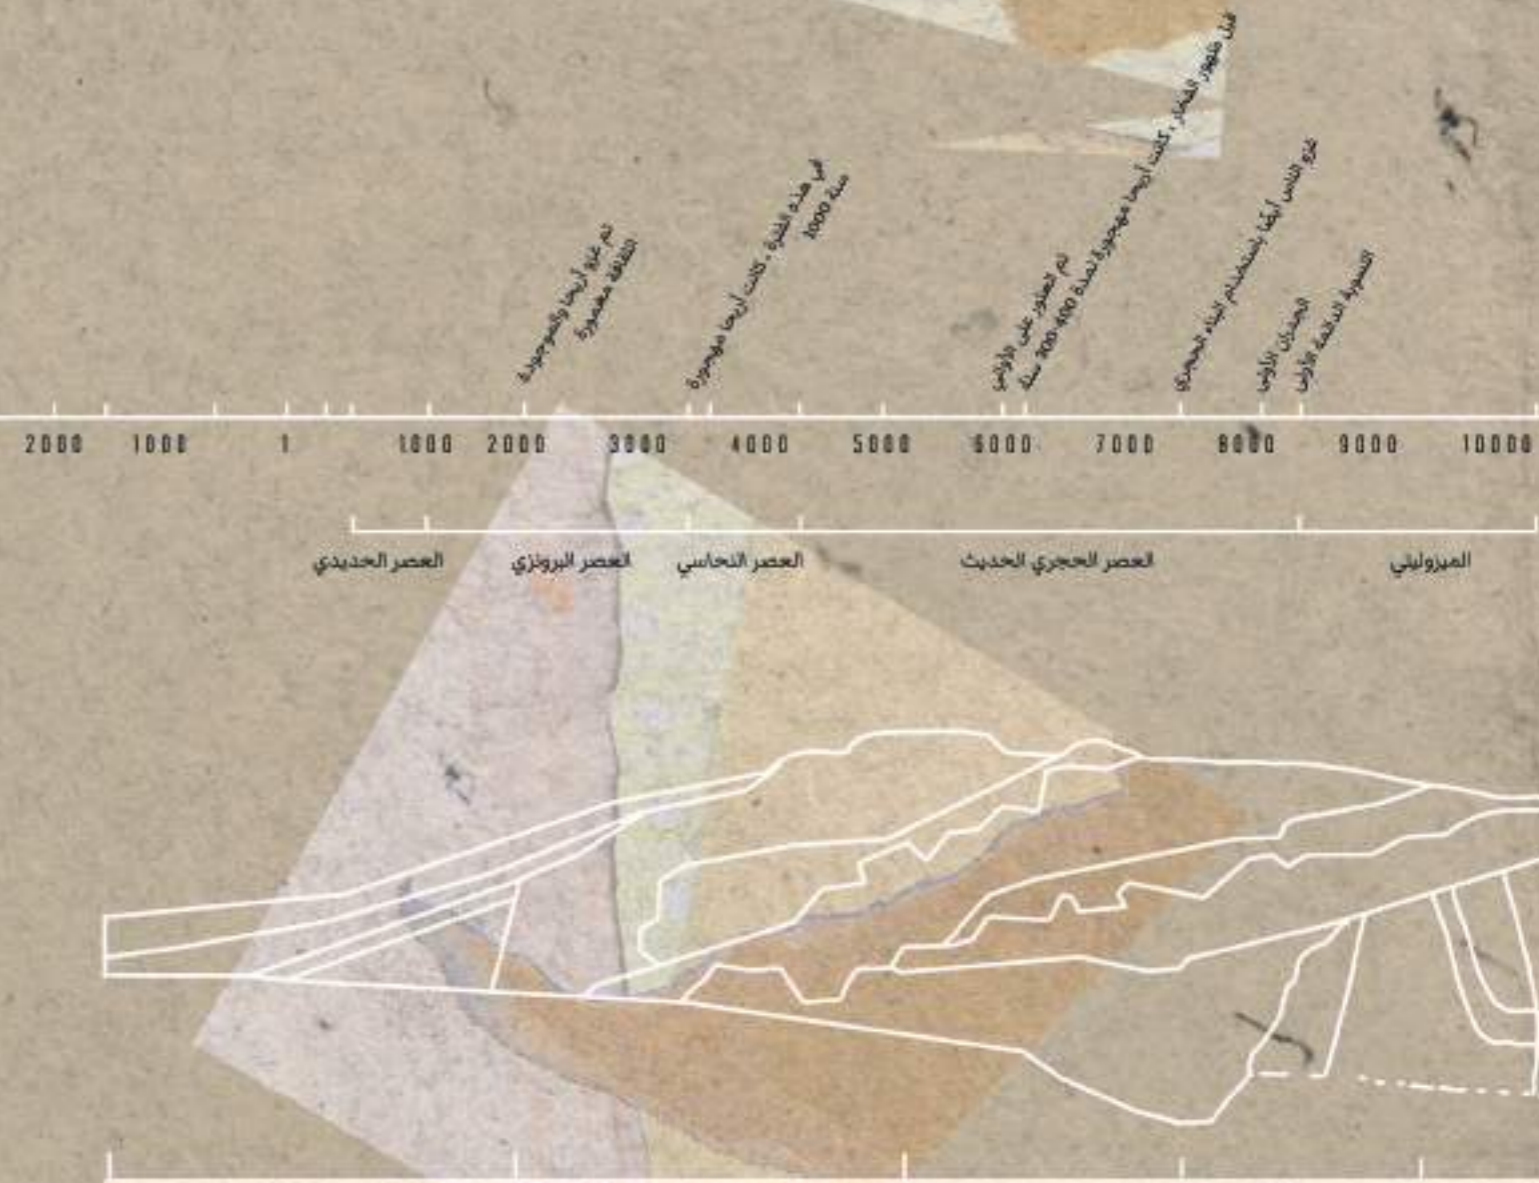 تم غزو أريحا والموجودة
الثقافة مغمورة
في هذه الفترة ، كانت أريحا مهجورة
1000 سنة
تم العثور على الأواني
قبل ظهور الفخار ، كانت أريحا مهجورة لمدة 300-400 سنة
غزو الناس أيضًا باستخدام البناء الحجري
الجدران الأولى
التسوية الدائمة الأولى
2000 1000 1 1000 2000 3000 4000 5000 6000 7000 8000 9000 10000
العصر الحديدي العصر البرونزي العصر النحاسي العصر الحجري الحديث الميزوليتي